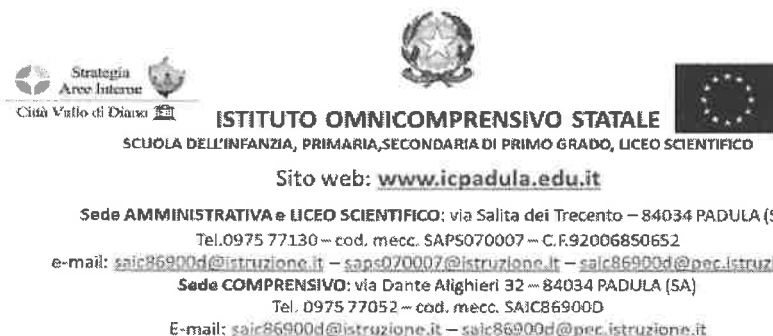 Strategia
Aree Interne
Città Vallo di Diano
ISTITUTO OMNICOMPRENSIVO STATALE
SCUOLA DELL'INFANZIA, PRIMARIA,SECONDARIA DI PRIMO GRADO, LICEO SCIENTIFICO
Sito web: www.icpadula.edu.it
Sede AMMINISTRATIVA e LICEO SCIENTIFICO: via Salita dei Trecento – 84034 PADULA (S
Tel.0975 77130 – cod. mecc. SAPS070007 – C.F.92006850652
e-mail: saic86900d@istruzione.it – saps070007@istruzione.it – saic86900d@pec.istruzi
Sede COMPRENSIVO: via Dante Alighieri 32 – 84034 PADULA (SA)
Tel. 0975 77052 – cod. mecc. SAIC86900D
E-mail: saic86900d@istruzione.it – saic86900d@pec.istruzione.it